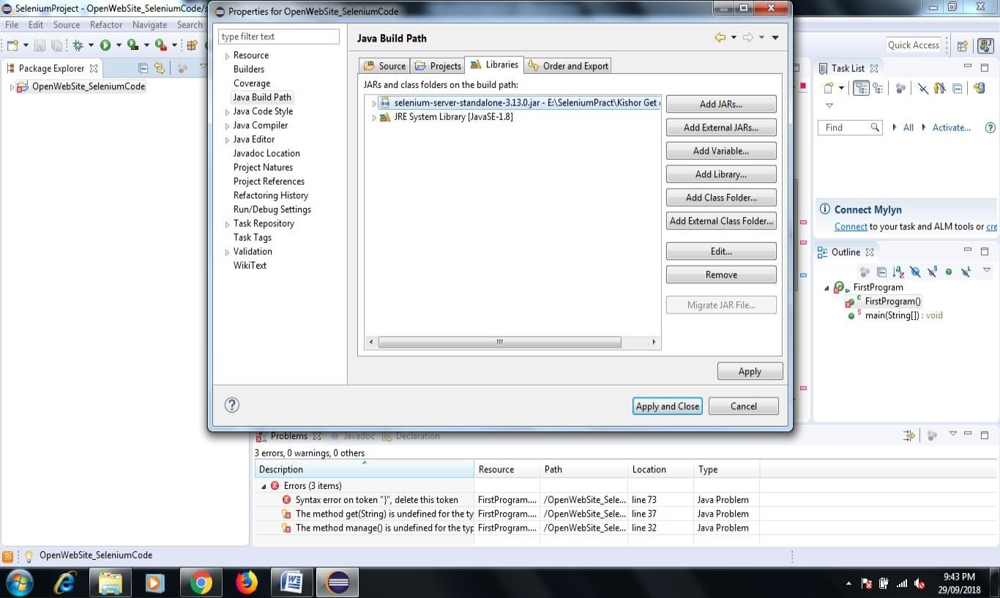 SeleniumProject - OpenWebSite_SeleniumCode/s
File Edit Source Refactor Navigate Search
Quick Access
Package Explorer
OpenWebSite_SeleniumCode
Properties for OpenWebSite_SeleniumCode
type filter text
Resource
Builders
Coverage
Java Build Path
Java Code Style
Java Compiler
Java Editor
Javadoc Location
Project Natures
Project References
Refactoring History
Run/Debug Settings
Task Repository
Task Tags
Validation
WikiText
Java Build Path
Source Projects Libraries Order and Export
JARs and class folders on the build path:
selenium-server-standalone-3.13.0.jar - E:\SeleniumPract\Kishor Get
JRE System Library [JavaSE-1.8]
Add JARs...
Add External JARs...
Add Variable...
Add Library...
Add Class Folder...
Add External Class Folder...
Edit...
Remove
Migrate JAR File...
Apply
Apply and Close Cancel
Task List
Find All Activate...
Connect Mylyn
Connect to your task and ALM tools or cre
Outline
FirstProgram
FirstProgram()
main(String[]) : void
Problems @ Javadoc Declaration
3 errors, 0 warnings, 0 others
Description Resource Path Location Type
Errors (3 items)
Syntax error on token "}", delete this token FirstProgram.... /OpenWebSite_Sele... line 73 Java Problem
The method get(String) is undefined for the ty FirstProgram.... /OpenWebSite_Sele... line 37 Java Problem
The method manage() is undefined for the typ FirstProgram.... /OpenWebSite_Sele... line 32 Java Problem
OpenWebSite_SeleniumCode
9:43 PM
29/09/2018